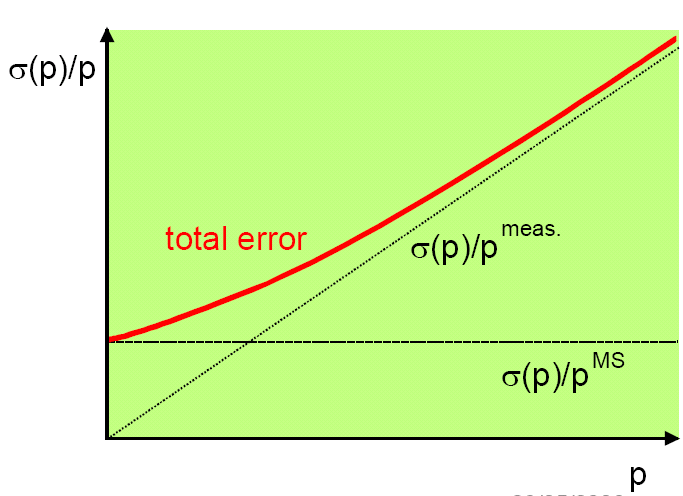 σ(p)/p
total error
σ(p)/p meas.
σ(p)/p MS
p